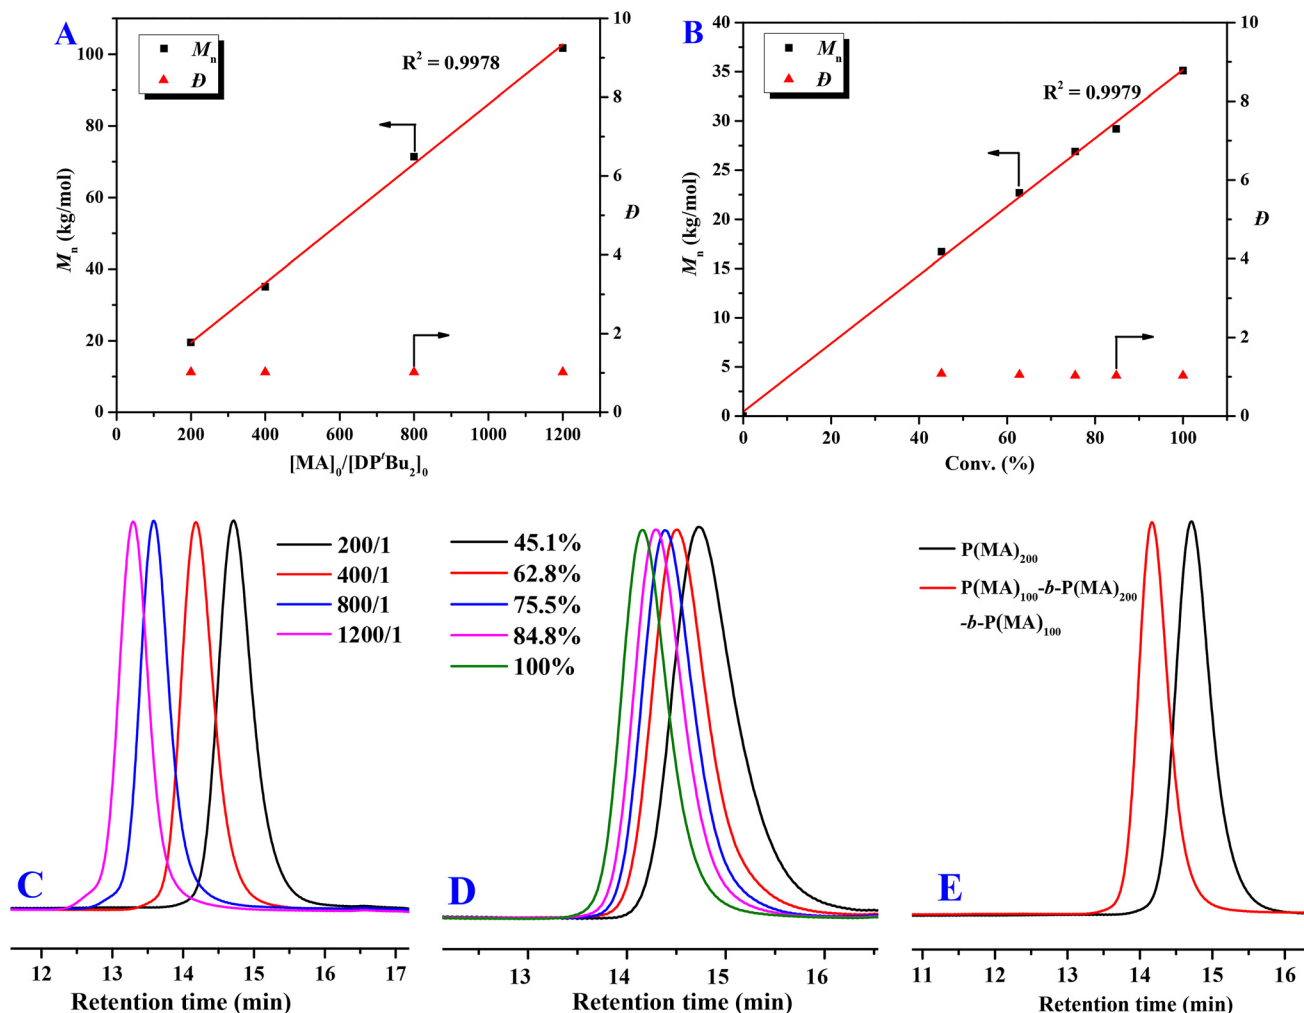 A
M_n
Đ
R² = 0.9978
M_n (kg/mol)
100
80
60
40
20
0
10
8
6
4
2
0
Đ
0 200 400 600 800 1000 1200
[MA]₀/[DPᵗBu₂]₀
B
M_n
Đ
R² = 0.9979
M_n (kg/mol)
40
35
30
25
20
15
10
5
0
10
8
6
4
2
0
Đ
0 20 40 60 80 100
Conv. (%)
200/1
400/1
800/1
1200/1
C
12 13 14 15 16 17
Retention time (min)
45.1%
62.8%
75.5%
84.8%
100%
D
13 14 15 16
Retention time (min)
P(MA)₂₀₀
P(MA)₁₀₀-b-P(MA)₂₀₀
-b-P(MA)₁₀₀
E
11 12 13 14 15 16
Retention time (min)